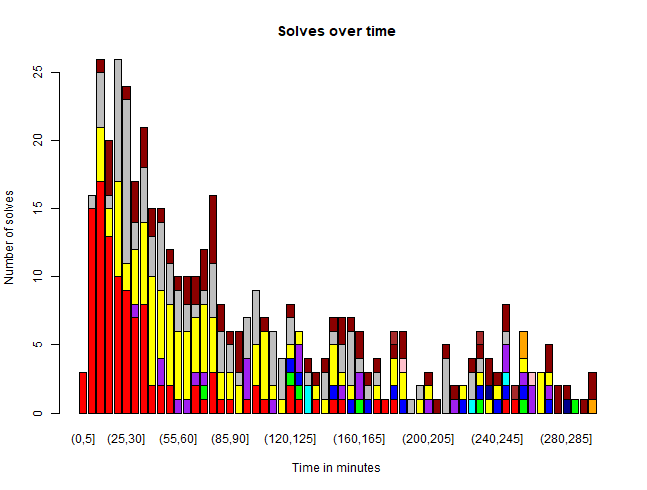 Solves over time
Number of solves
25
20
15
10
5
0
(0,5] (25,30] (55,60] (85,90] (120,125] (160,165] (200,205] (240,245] (280,285]
Time in minutes